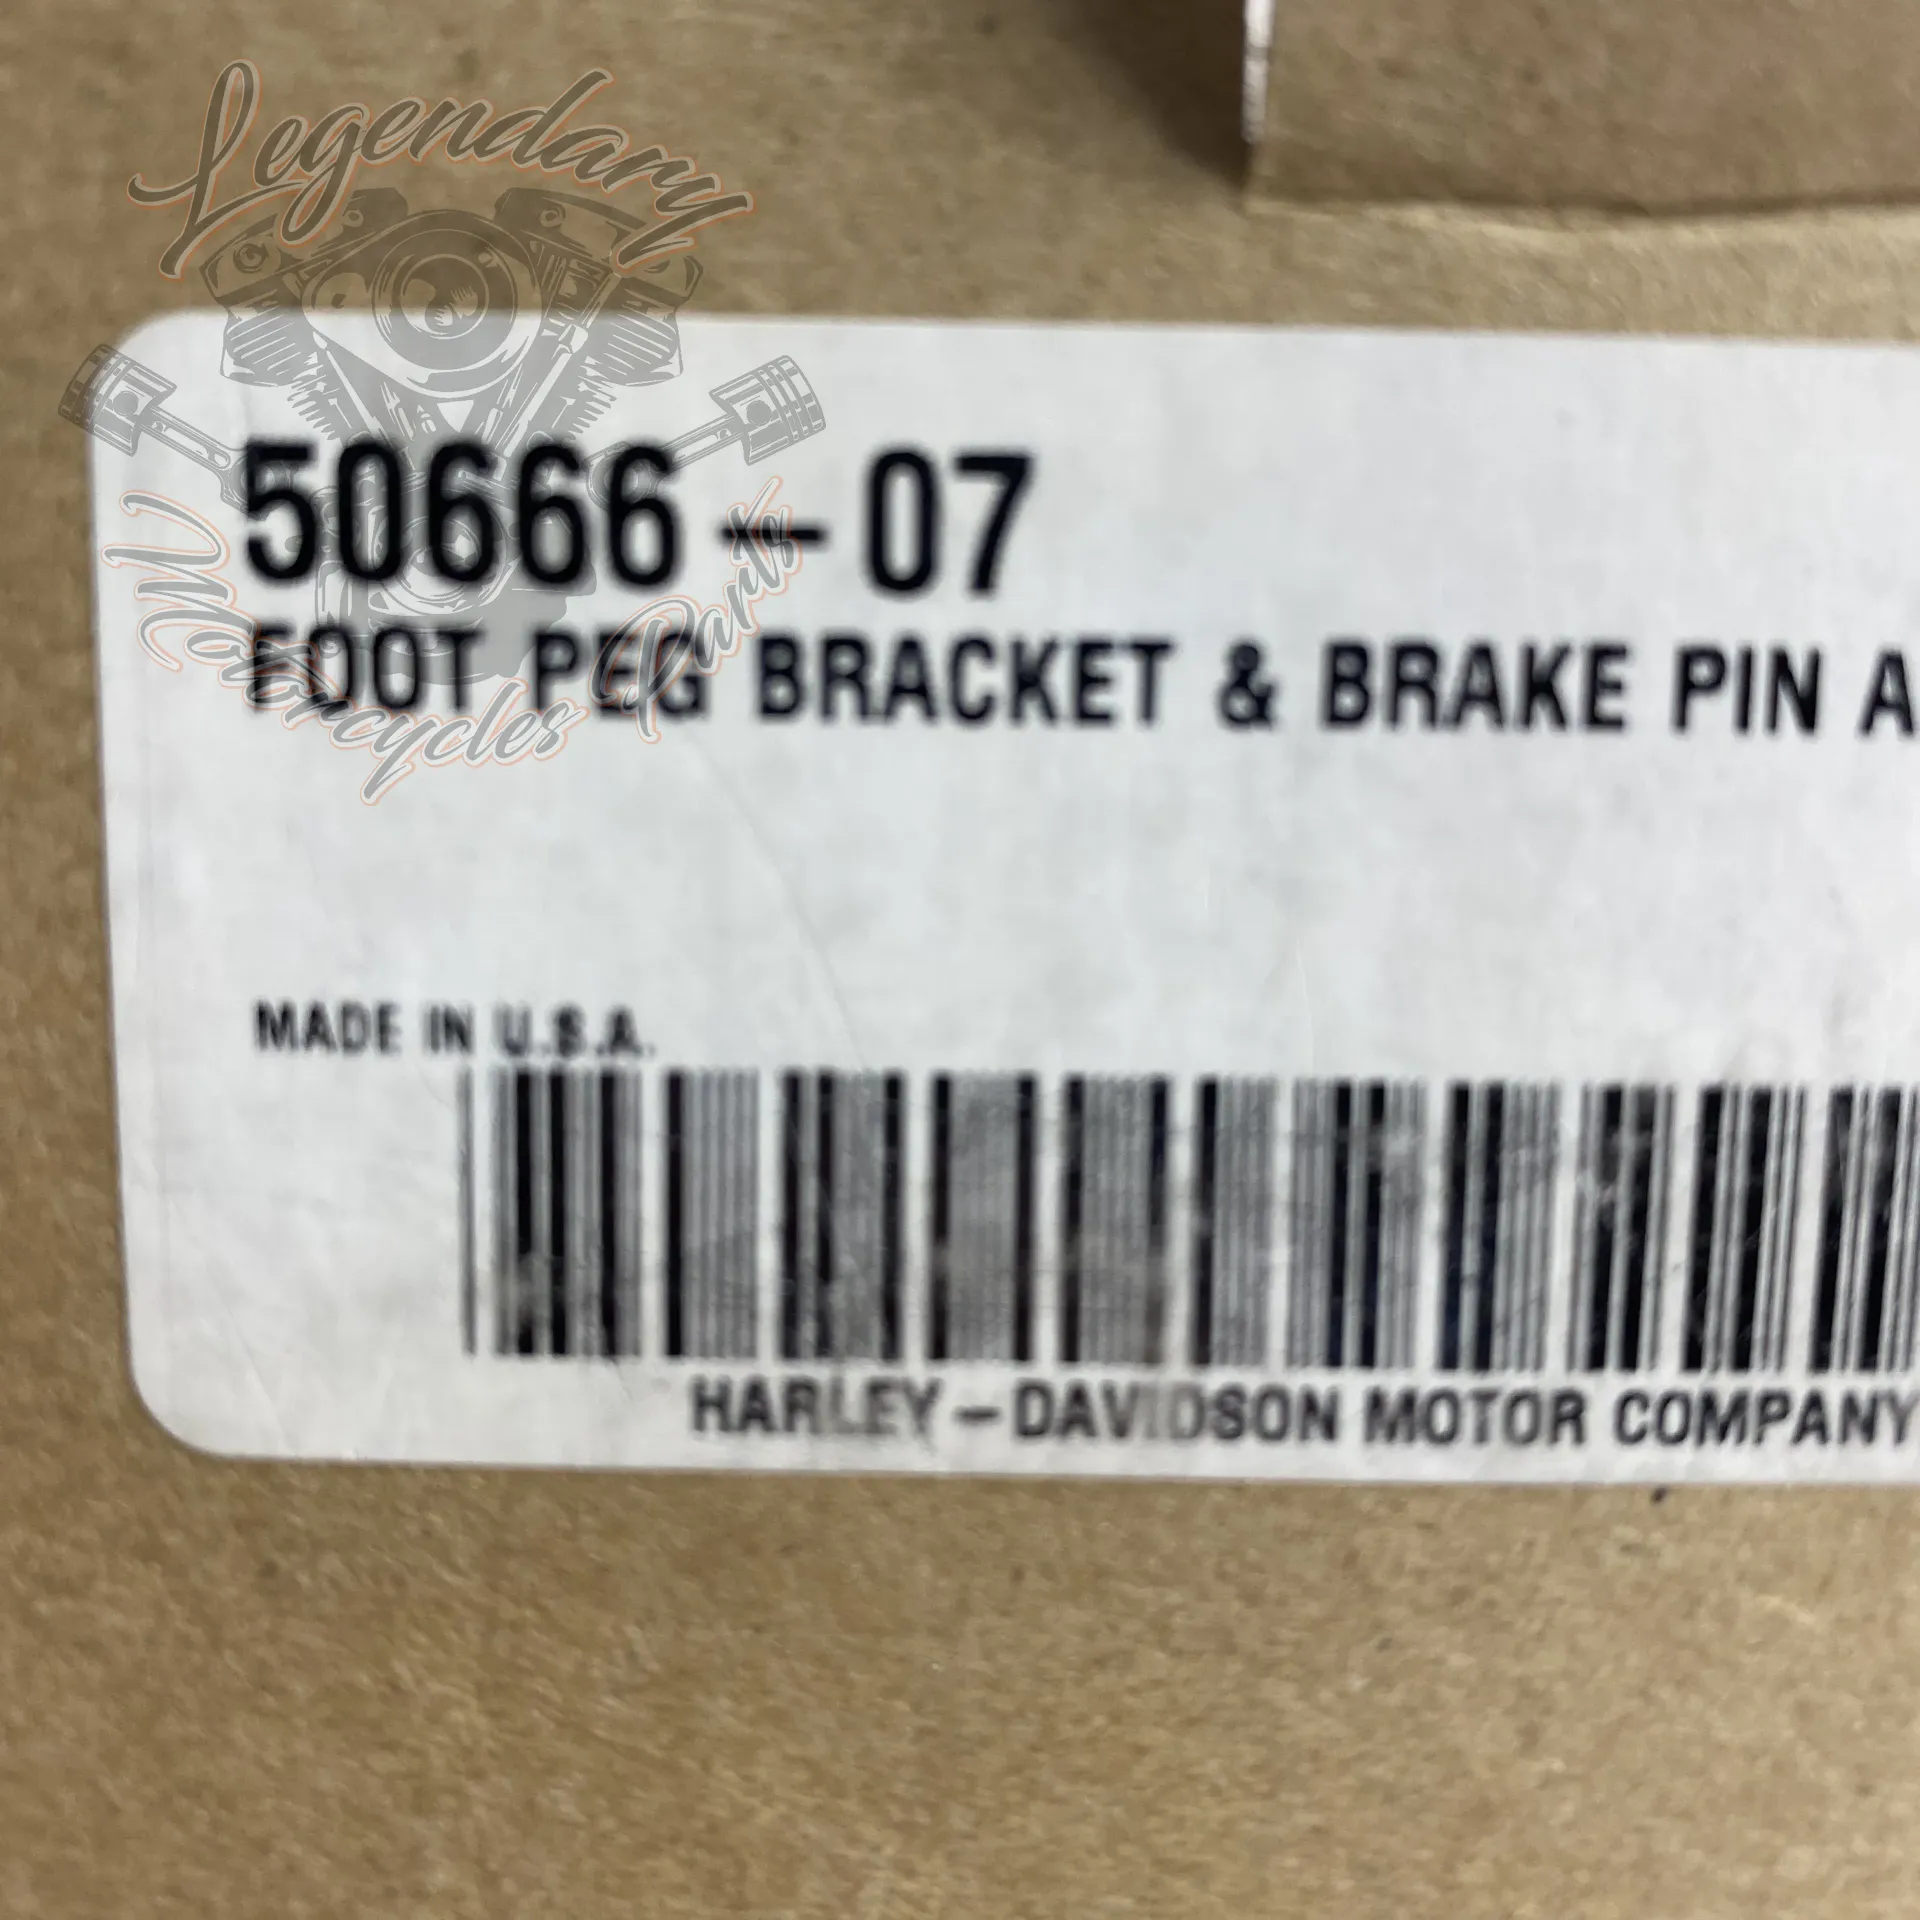 Legendary
Motorcycles Parts
50666-07
FOOT PEG BRACKET & BRAKE PIN A
MADE IN U.S.A.
HARLEY-DAVIDSON MOTOR COMPANY